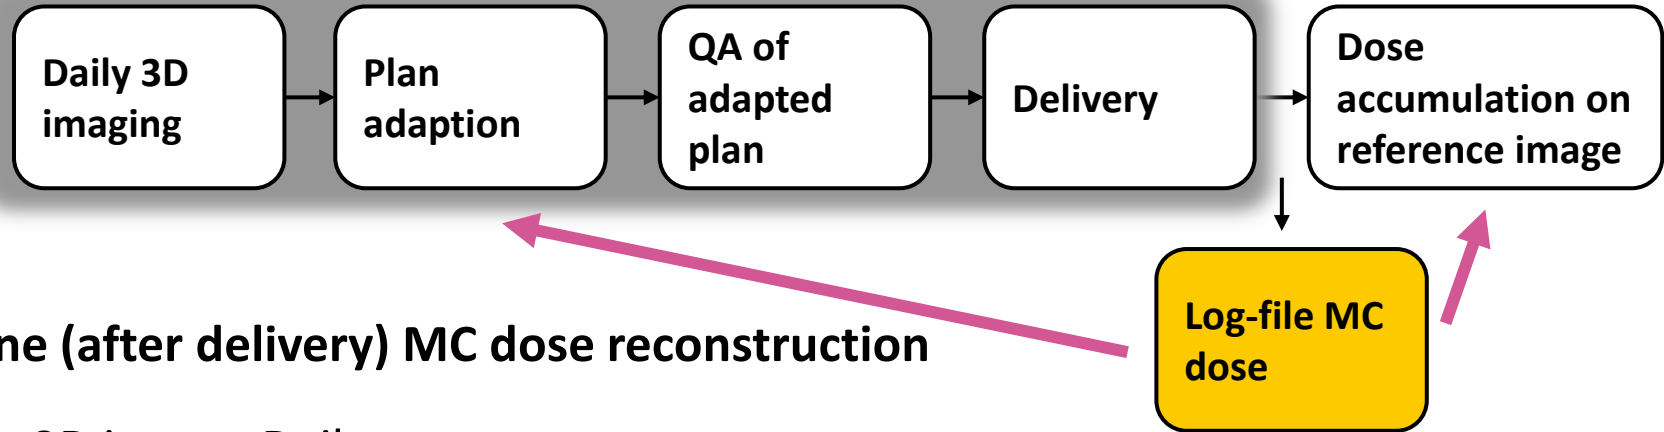 Daily 3D
imaging
Plan
adaption
QA of
adapted
plan
Delivery
Dose
accumulation on
reference image
Log-file MC
dose
(after delivery) MC dose reconstruction